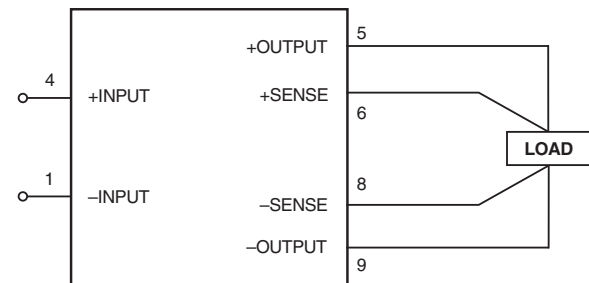 5
+OUTPUT
4
+INPUT
+SENSE
6
LOAD
1
–INPUT
8
–SENSE
–OUTPUT
9